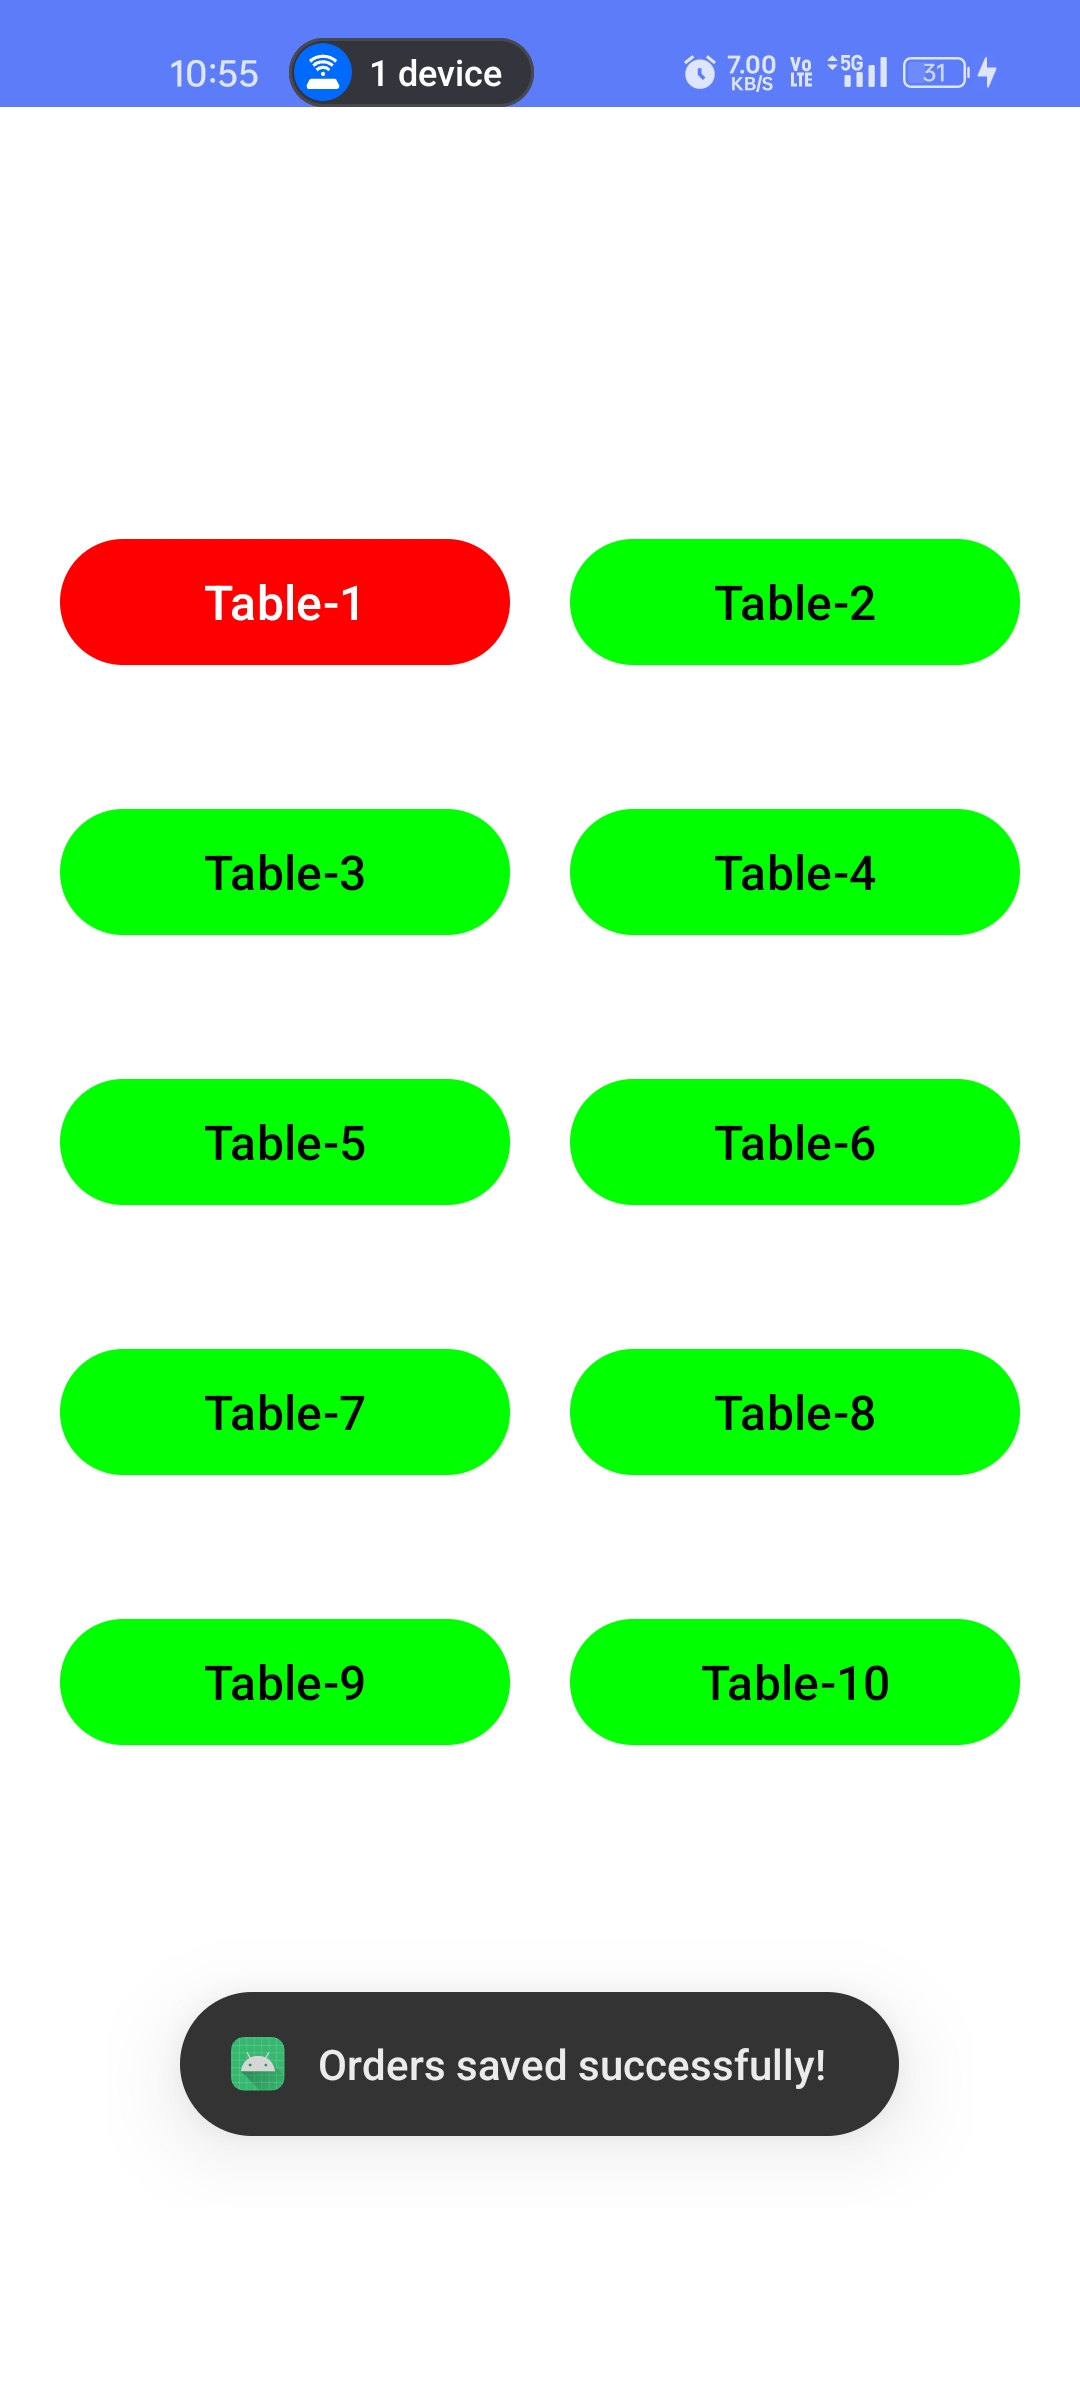 10:55 1 device 7.00 KB/S Vo LTE 5G 31
Table-1 Table-2
Table-3 Table-4
Table-5 Table-6
Table-7 Table-8
Table-9 Table-10
Orders saved successfully!